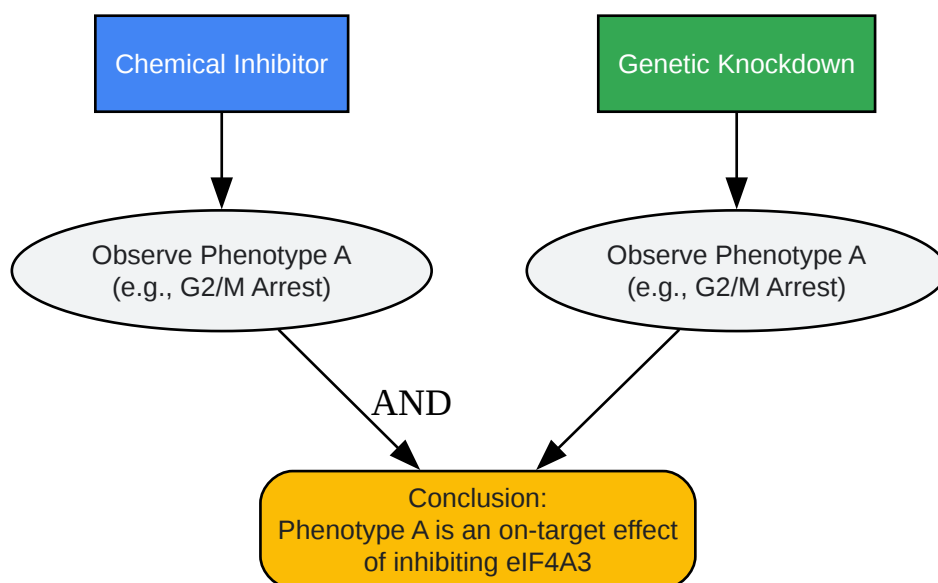 Chemical Inhibitor
Genetic Knockdown
Observe Phenotype A
(e.g., G2/M Arrest)
Observe Phenotype A
(e.g., G2/M Arrest)
AND
Conclusion:
Phenotype A is an on-target effect
of inhibiting eIF4A3